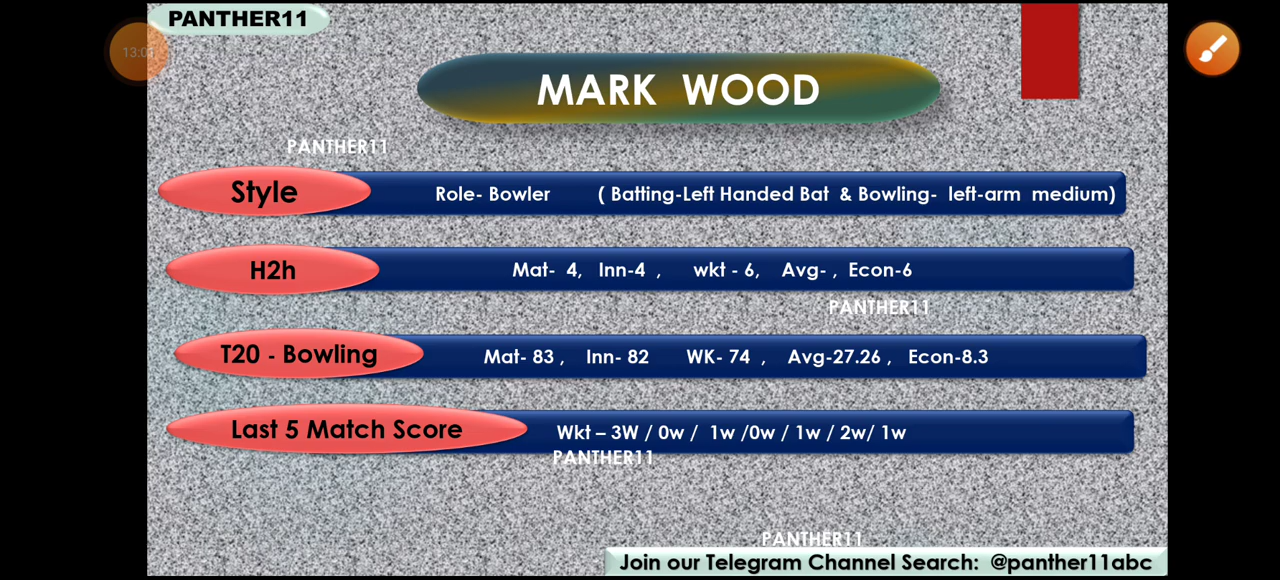 PANTHER11
MARK WOOD
PANTHER11
Style
Role- Bowler ( Batting-Left Handed Bat & Bowling- left-arm medium)
H2h
Mat- 4, Inn-4 , wkt - 6, Avg- , Econ-6
PANTHER11
T20 - Bowling
Mat- 83 , Inn- 82 WK- 74 , Avg-27.26 , Econ-8.3
Last 5 Match Score
Wkt – 3W / 0w / 1w /0w / 1w / 2w/ 1w
PANTHER11
PANTHER11
Join our Telegram Channel Search: @panther11abc